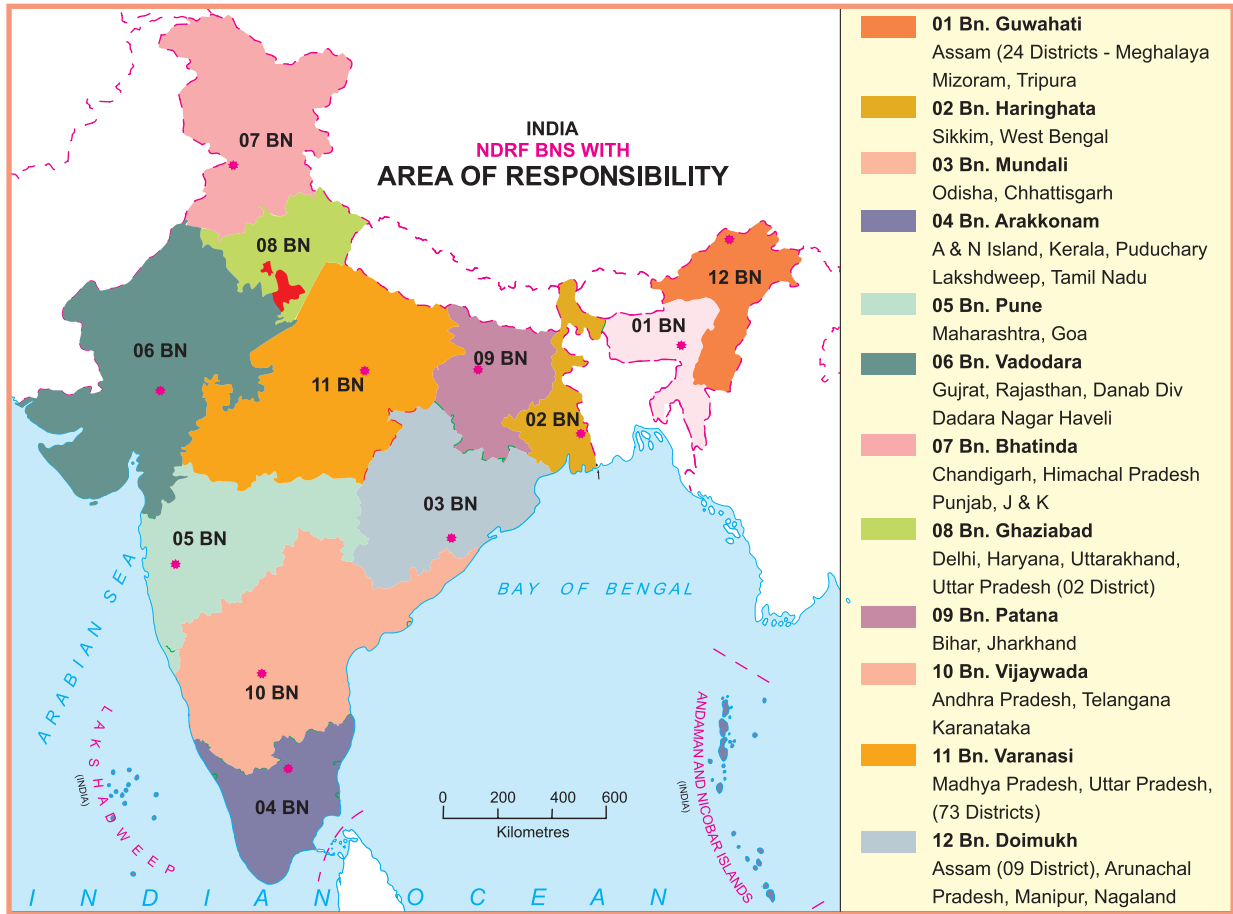 INDIA
NDRF BNS WITH
AREA OF RESPONSIBILITY
07 BN
08 BN
12 BN
01 BN
06 BN
09 BN
11 BN
02 BN
03 BN
05 BN
BAY OF BENGAL
ARABIAN SEA
10 BN
LAKSHADWEEP
(INDIA)
ANDAMAN AND NICOBAR ISLANDS
(INDIA)
04 BN
0 200 400 600
Kilometres
INDIAN OCEAN
01 Bn. Guwahati
Assam (24 Districts - Meghalaya
Mizoram, Tripura
02 Bn. Haringhata
Sikkim, West Bengal
03 Bn. Mundali
Odisha, Chhattisgarh
04 Bn. Arakkonam
A & N Island, Kerala, Puduchary
Lakshdweep, Tamil Nadu
05 Bn. Pune
Maharashtra, Goa
06 Bn. Vadodara
Gujrat, Rajasthan, Danab Div
Dadara Nagar Haveli
07 Bn. Bhatinda
Chandigarh, Himachal Pradesh
Punjab, J & K
08 Bn. Ghaziabad
Delhi, Haryana, Uttarakhand,
Uttar Pradesh (02 District)
09 Bn. Patana
Bihar, Jharkhand
10 Bn. Vijaywada
Andhra Pradesh, Telangana
Karanataka
11 Bn. Varanasi
Madhya Pradesh, Uttar Pradesh,
(73 Districts)
12 Bn. Doimukh
Assam (09 District), Arunachal
Pradesh, Manipur, Nagaland